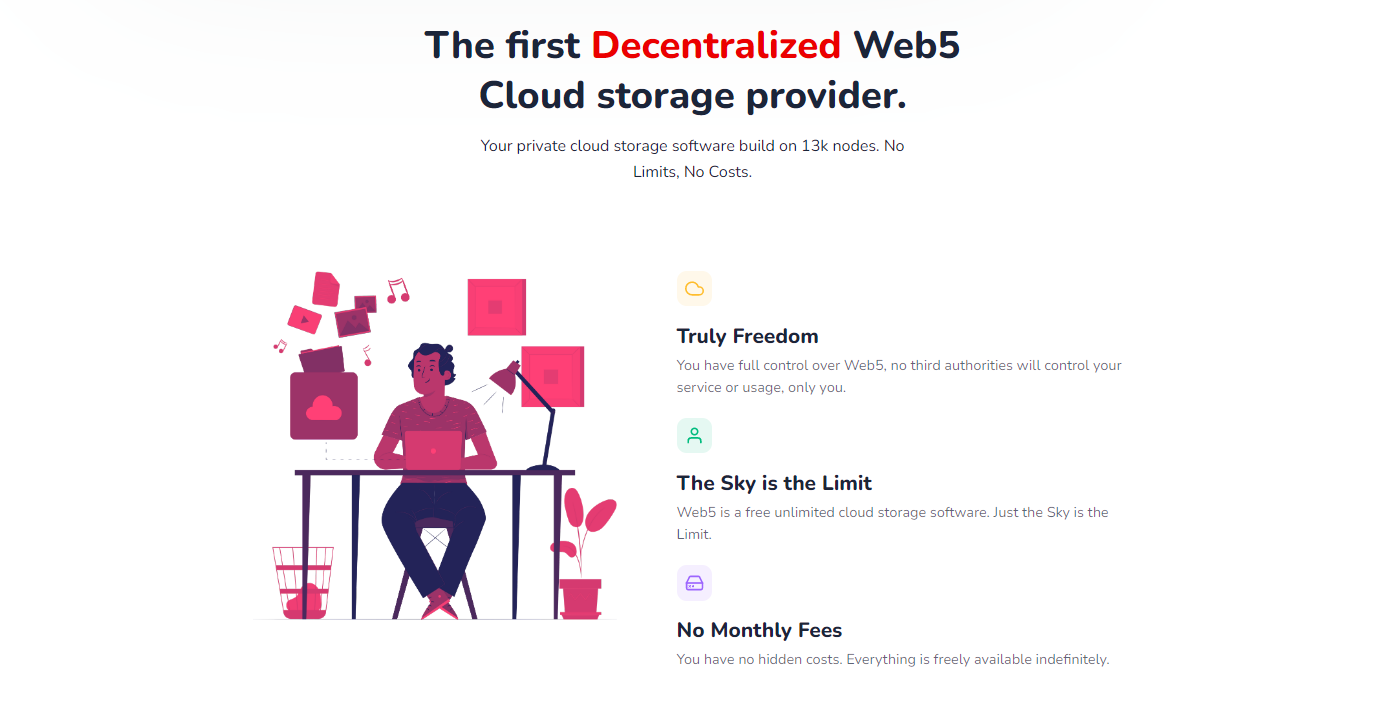 The first Decentralized Web5
Cloud storage provider.
Your private cloud storage software build on 13k nodes. No
Limits, No Costs.
Truly Freedom
You have full control over Web5, no third authorities will control your
service or usage, only you.
The Sky is the Limit
Web5 is a free unlimited cloud storage software. Just the Sky is the
Limit.
No Monthly Fees
You have no hidden costs. Everything is freely available indefinitely.